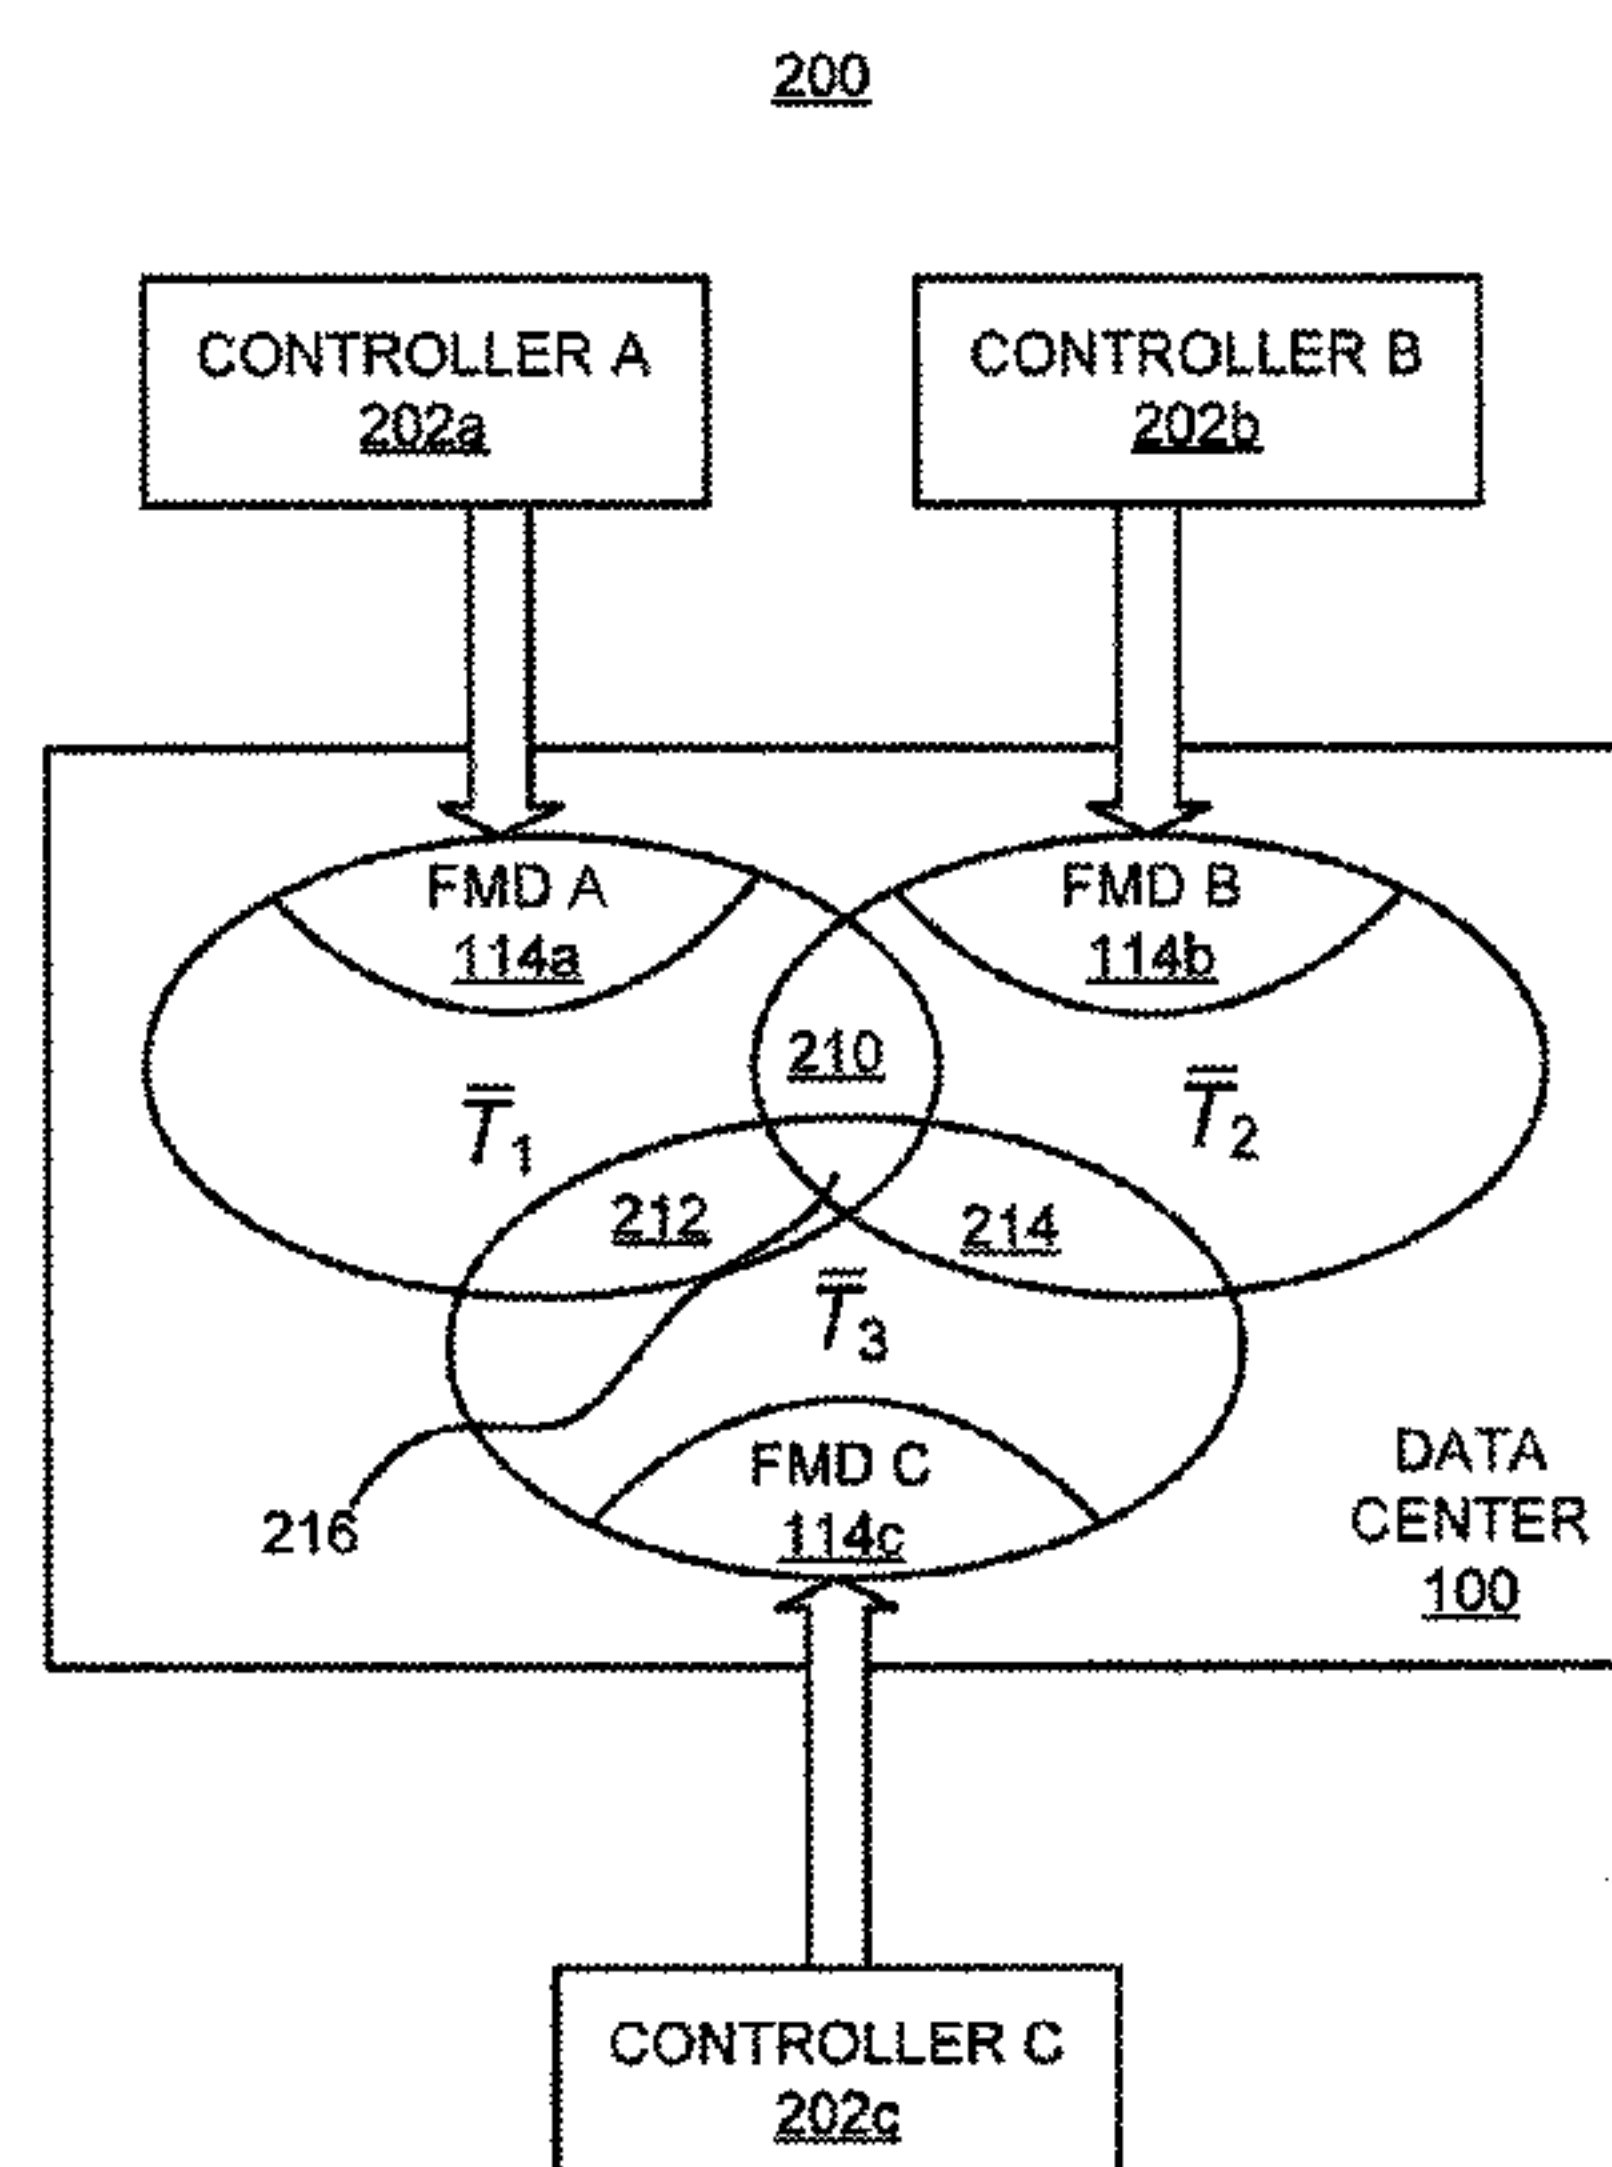 200
CONTROLLER A
202a
CONTROLLER B
202b
FMD A
114a
FMD B
114b
210
T̿1
T̿2
212
214
T̿3
216
FMD C
114c
DATA
CENTER
100
CONTROLLER C
202c